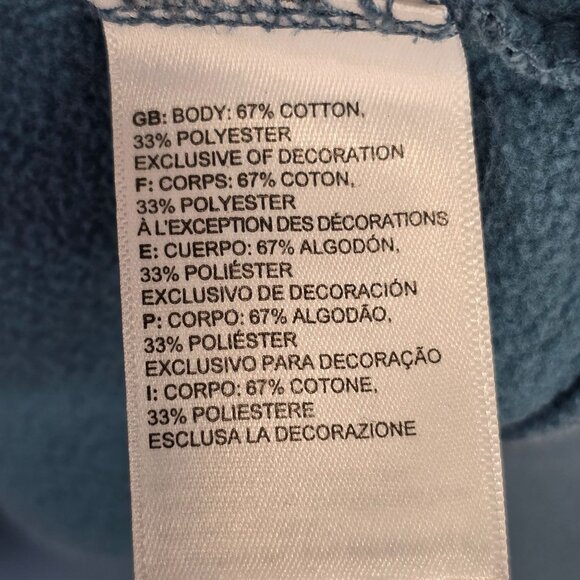 GB: BODY: 67% COTTON,
33% POLYESTER
EXCLUSIVE OF DECORATION
F: CORPS: 67% COTON,
33% POLYESTER
À L'EXCEPTION DES DÉCORATIONS
E: CUERPO: 67% ALGODÓN,
33% POLIÉSTER
EXCLUSIVO DE DECORACIÓN
P: CORPO: 67% ALGODÃO,
33% POLIÉSTER
EXCLUSIVO PARA DECORAÇÃO
I: CORPO: 67% COTONE,
33% POLIESTERE
ESCLUSA LA DECORAZIONE